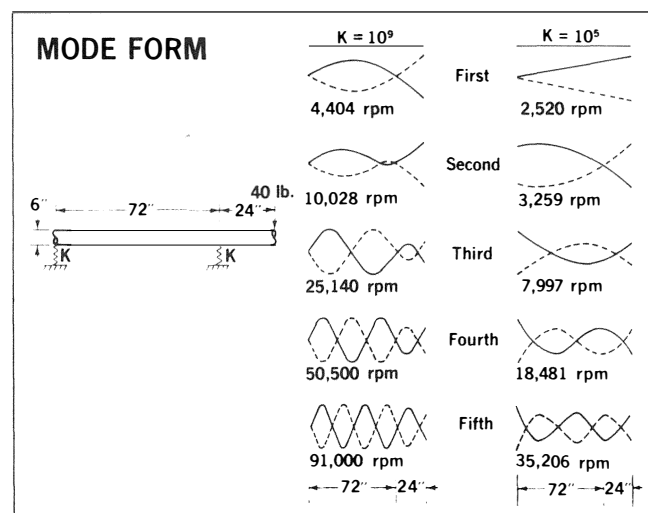 MODE FORM
K = 10⁹
K = 10⁵
First
4,404 rpm
2,520 rpm
Second
10,028 rpm
3,259 rpm
6″
72″
24″
40 lb.
K
K
Third
25,140 rpm
7,997 rpm
Fourth
50,500 rpm
18,481 rpm
Fifth
91,000 rpm
35,206 rpm
72″
24″
72″
24″